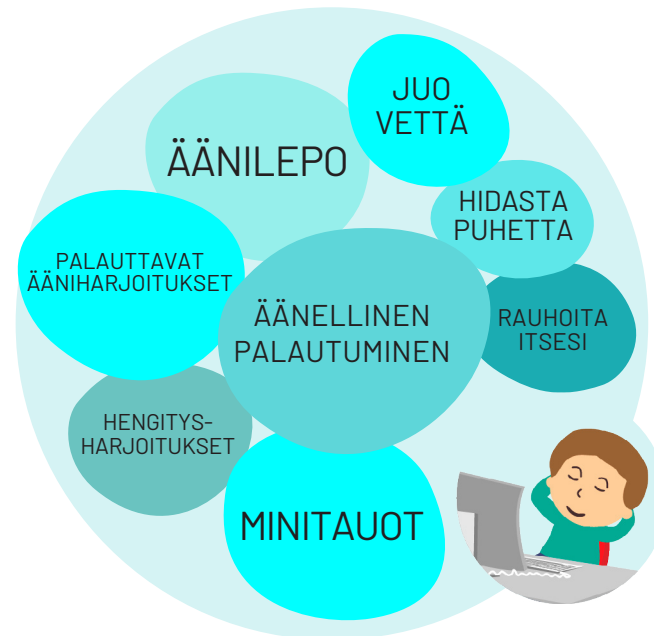 JUO
VETTÄ
ÄÄNILEPO
HIDASTA
PUHETTA
PALAUTTAVAT
ÄÄNIHARJOITUKSET
ÄÄNELLINEN
PALAUTUMINEN
RAUHOITA
ITSESI
HENGITYS-
HARJOITUKSET
MINITAUOT